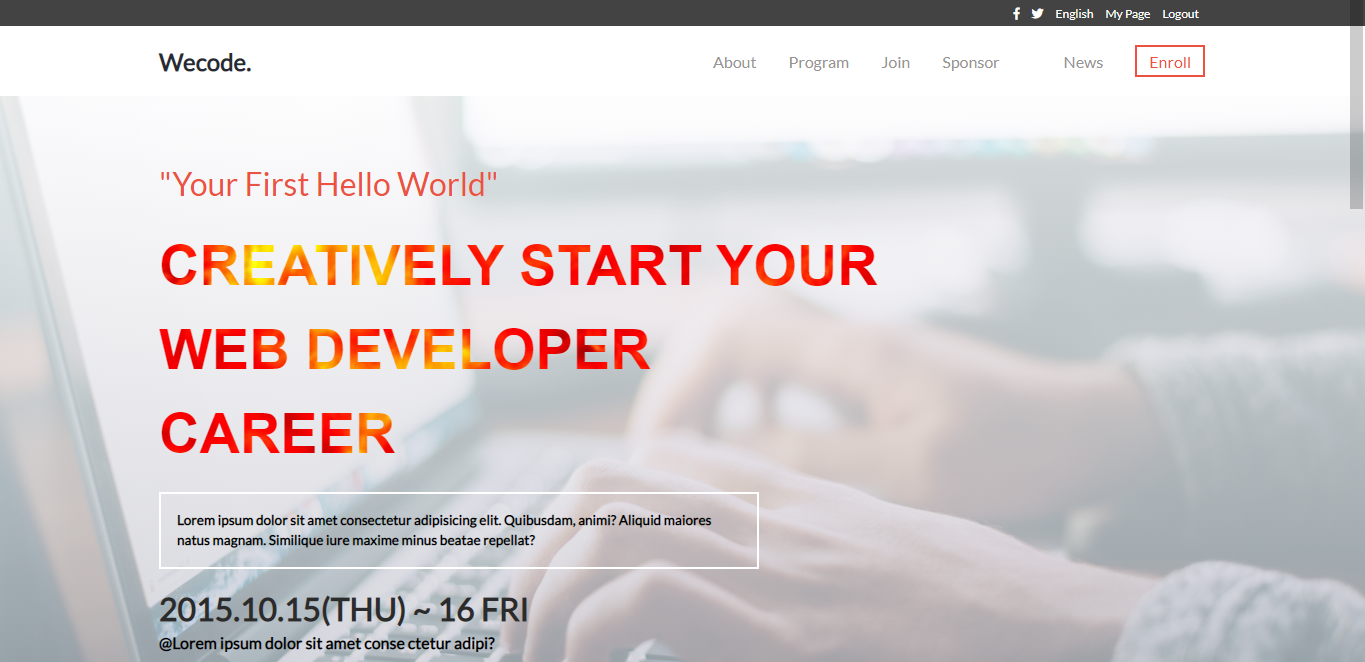 English My Page Logout
Wecode.
About Program Join Sponsor News Enroll
"Your First Hello World"
CREATIVELY START YOUR
WEB DEVELOPER
CAREER
Lorem ipsum dolor sit amet consectetur adipisicing elit. Quibusdam, animi? Aliquid maiores
natus magnam. Similique iure maxime minus beatae repellat?
2015.10.15(THU) ~ 16 FRI
@Lorem ipsum dolor sit amet conse ctetur adipi?